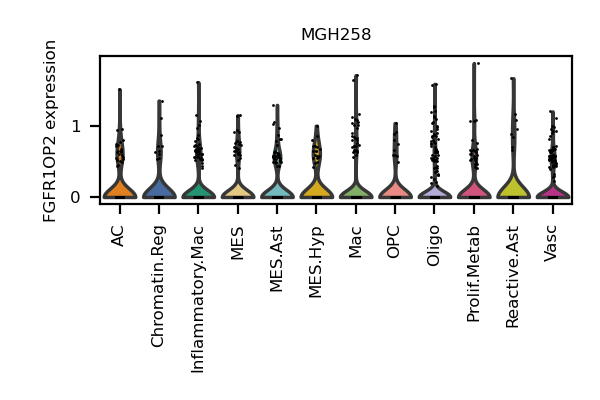 MGH258
FGFR1OP2 expression
1
0
AC
Chromatin.Reg
Inflammatory.Mac
MES
MES.Ast
MES.Hyp
Mac
OPC
Oligo
Prolif.Metab
Reactive.Ast
Vasc